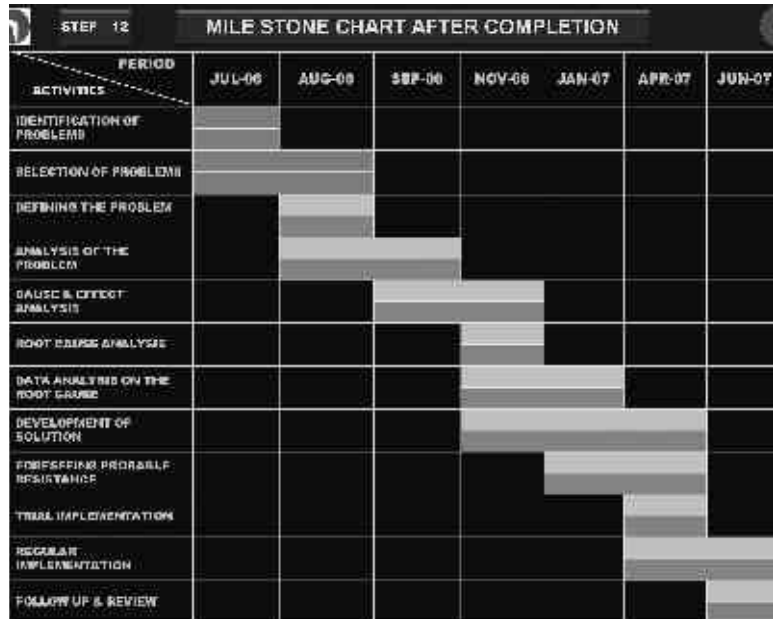 STEP 12
MILE STONE CHART AFTER COMPLETION
PERIOD
ACTIVITIES
JUL-06 AUG-06 SEP-06 NOV-06 JAN-07 APR-07 JUN-07
IDENTIFICATION OF
PROBLEMS
SELECTION OF PROBLEMS
DEFINING THE PROBLEM
ANALYSIS OF THE
PROBLEM
CAUSE & EFFECT
ANALYSIS
ROOT CAUSE ANALYSIS
DATA ANALYSIS ON THE
ROOT CAUSE
DEVELOPMENT OF
SOLUTION
FORESEEING PROBABLE
RESISTANCE
TRIAL IMPLEMENTATION
REGULAR
IMPLEMENTATION
FOLLOW UP & REVIEW